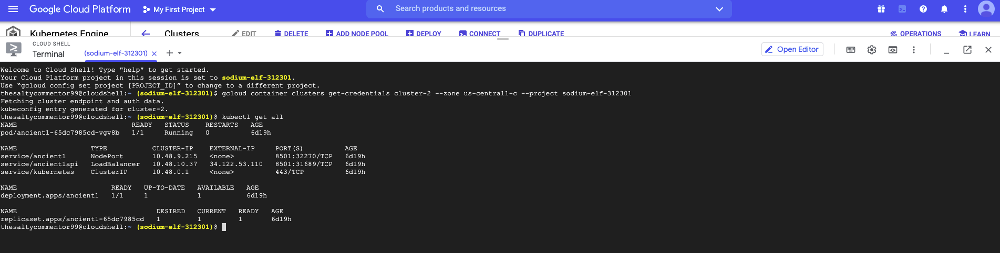 Google Cloud Platform My First Project Search products and resources
Kubernetes Engine Clusters EDIT DELETE ADD NODE POOL DEPLOY CONNECT DUPLICATE OPERATIONS LEARN
CLOUD SHELL
Terminal (sodium-elf-312301) Open Editor
Welcome to Cloud Shell! Type "help" to get started.
Your Cloud Platform project in this session is set to sodium-elf-312301.
Use “gcloud config set project [PROJECT_ID]” to change to a different project.
thesaltycommentor99@cloudshell:~ (sodium-elf-312301)$ gcloud container clusters get-credentials cluster-2 --zone us-central1-c --project sodium-elf-312301
Fetching cluster endpoint and auth data.
kubeconfig entry generated for cluster-2.
thesaltycommentor99@cloudshell:~ (sodium-elf-312301)$ kubectl get all
NAME READY STATUS RESTARTS AGE
pod/ancient1-65dc7985cd-vgv8b 1/1 Running 0 6d19h
NAME TYPE CLUSTER-IP EXTERNAL-IP PORT(S) AGE
service/ancient1 NodePort 10.48.9.215 <none> 8501:32270/TCP 6d19h
service/ancient1api LoadBalancer 10.48.10.37 34.122.53.110 8501:31689/TCP 6d19h
service/kubernetes ClusterIP 10.48.0.1 <none> 443/TCP 6d19h
NAME READY UP-TO-DATE AVAILABLE AGE
deployment.apps/ancient1 1/1 1 1 6d19h
NAME DESIRED CURRENT READY AGE
replicaset.apps/ancient1-65dc7985cd 1 1 1 6d19h
thesaltycommentor99@cloudshell:~ (sodium-elf-312301)$